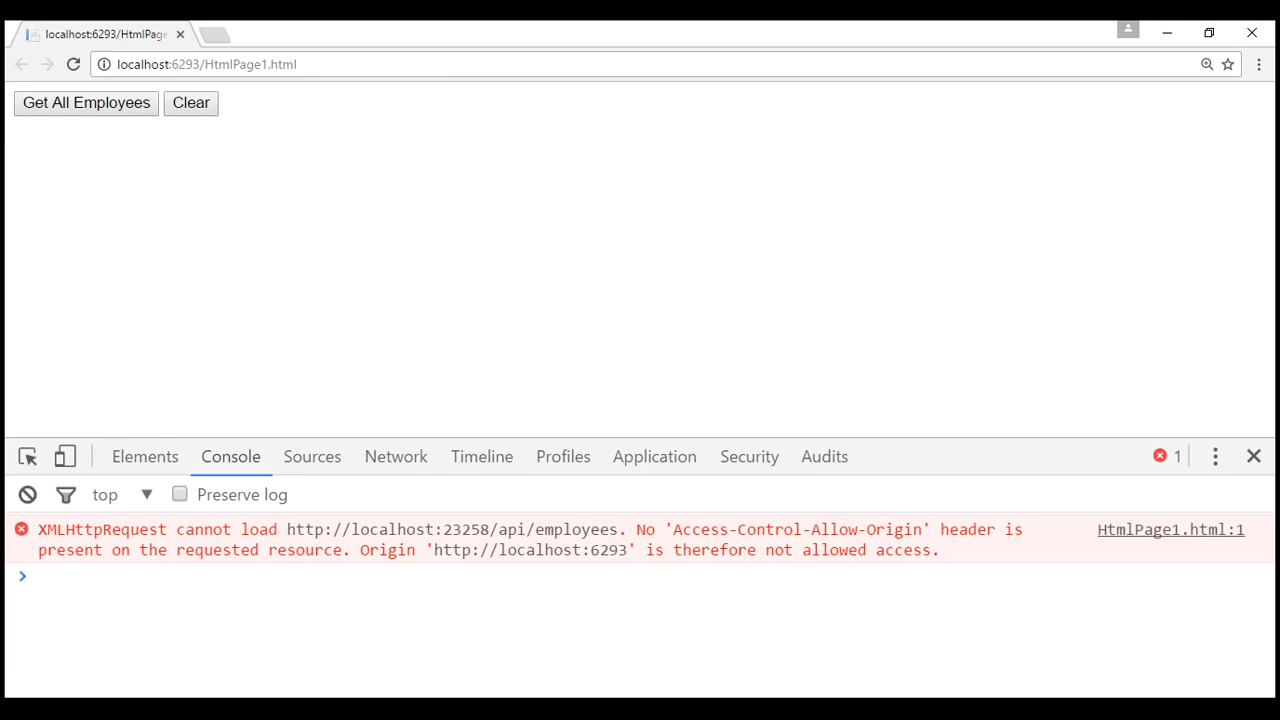 localhost:6293/HtmlPage
localhost:6293/HtmlPage1.html
Get All Employees Clear
Elements Console Sources Network Timeline Profiles Application Security Audits 1
top Preserve log
XMLHttpRequest cannot load http://localhost:23258/api/employees. No 'Access-Control-Allow-Origin' header is HtmlPage1.html:1
present on the requested resource. Origin 'http://localhost:6293' is therefore not allowed access.